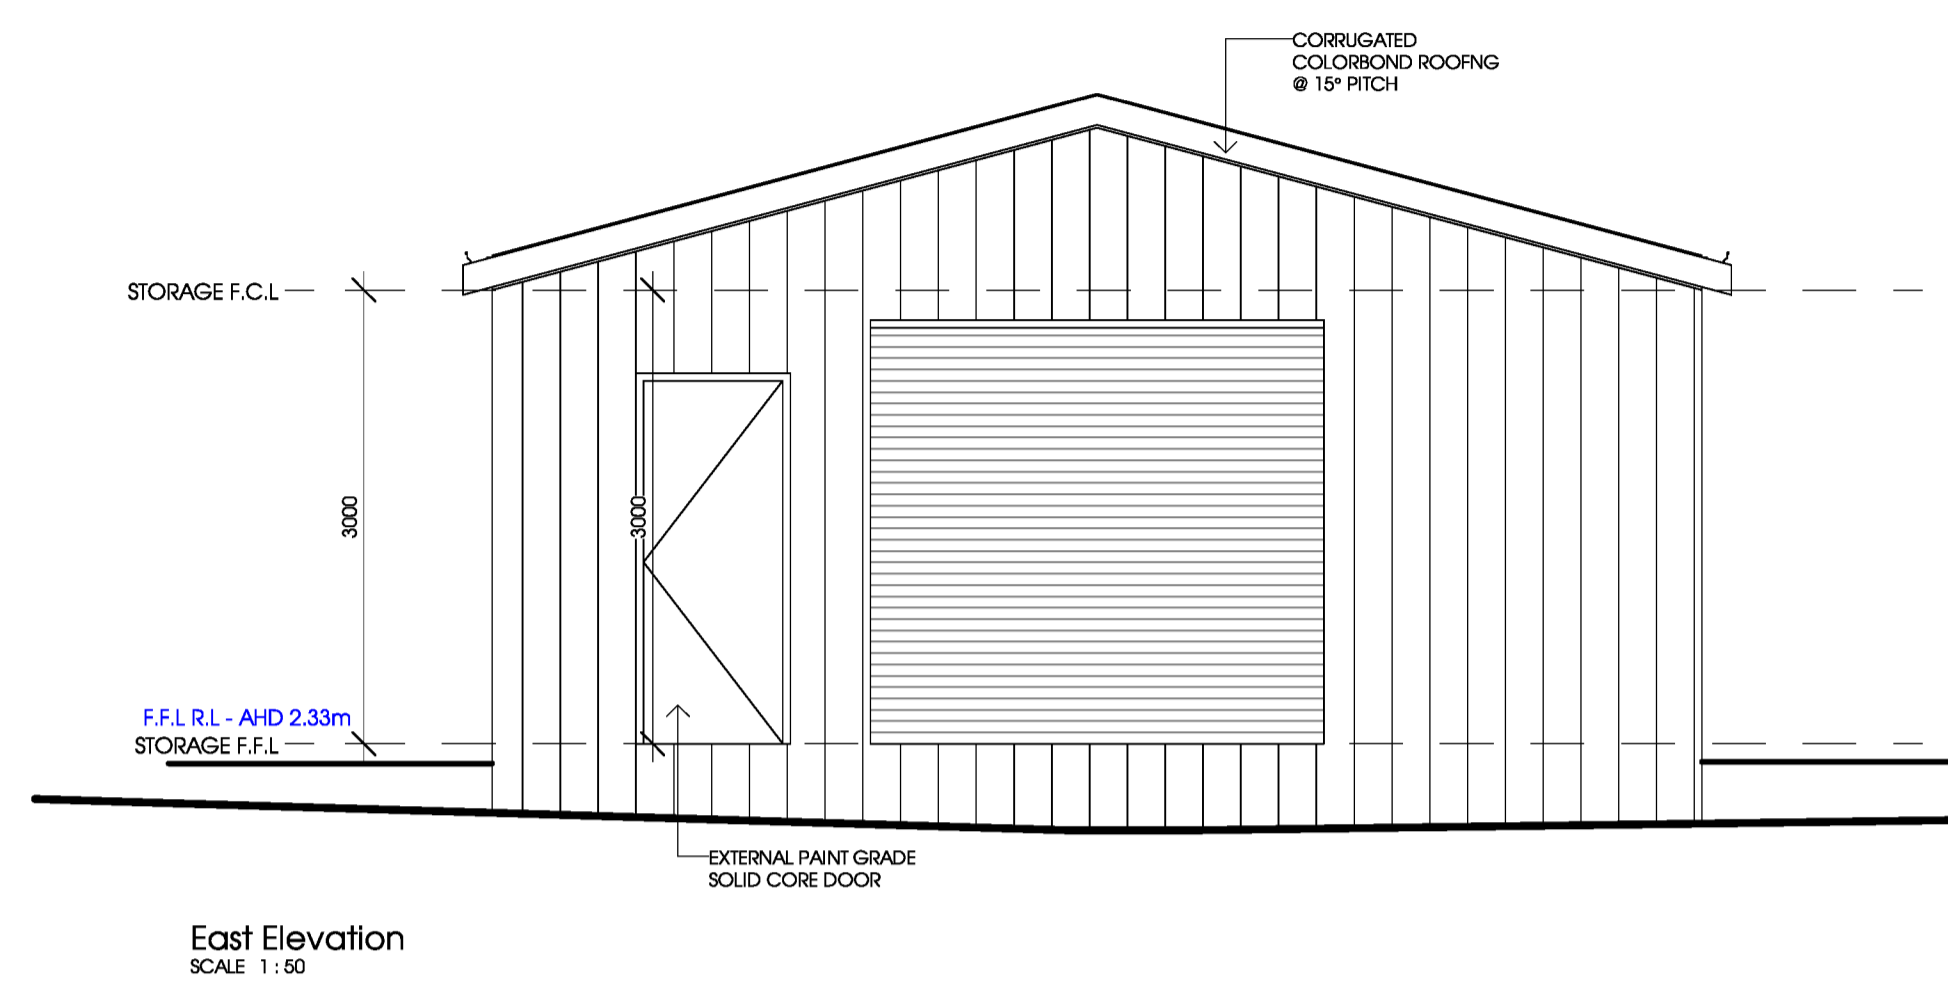 CORRUGATED
COLORBOND ROOFNG
@ 15° PITCH
STORAGE F.C.L
3000
3000
F.F.L R.L - AHD 2.33m
STORAGE F.F.L
EXTERNAL PAINT GRADE
SOLID CORE DOOR
East Elevation
SCALE 1 : 50